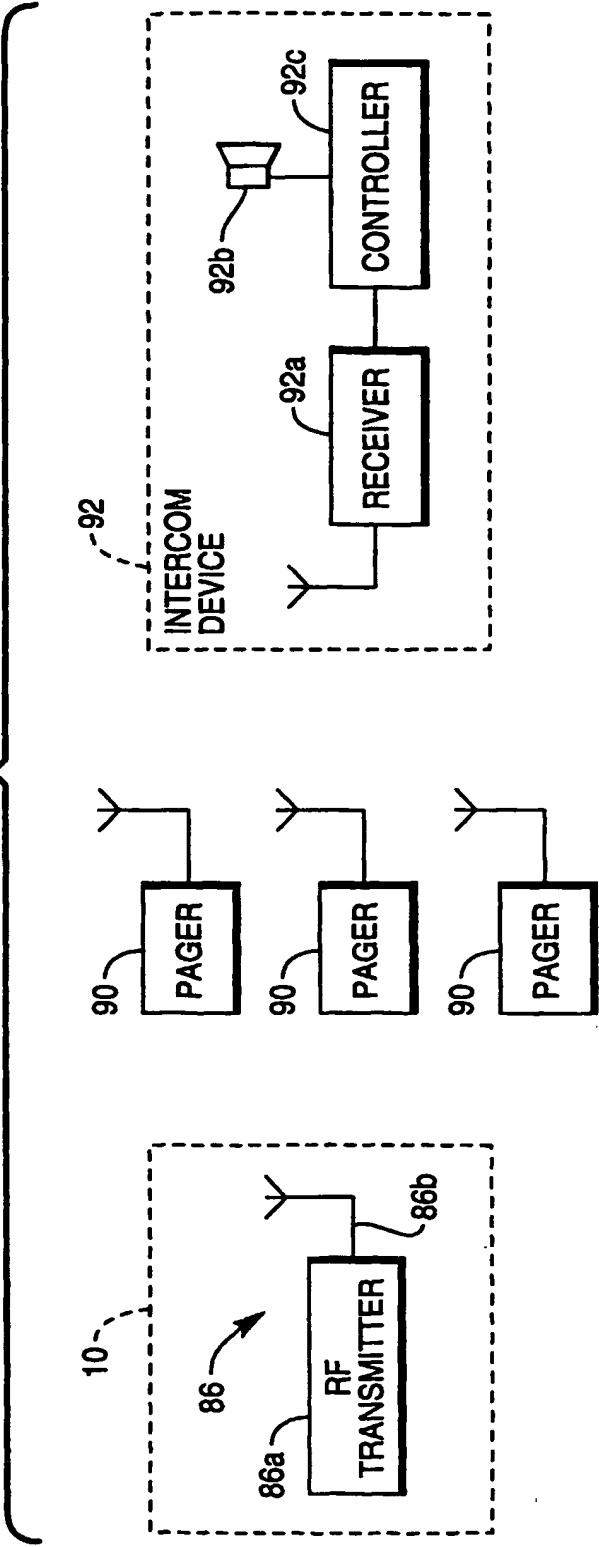 10
86
86a
RF
TRANSMITTER
86b
90
PAGER
90
PAGER
90
PAGER
92
INTERCOM
DEVICE
92a
RECEIVER
92b
92c
CONTROLLER